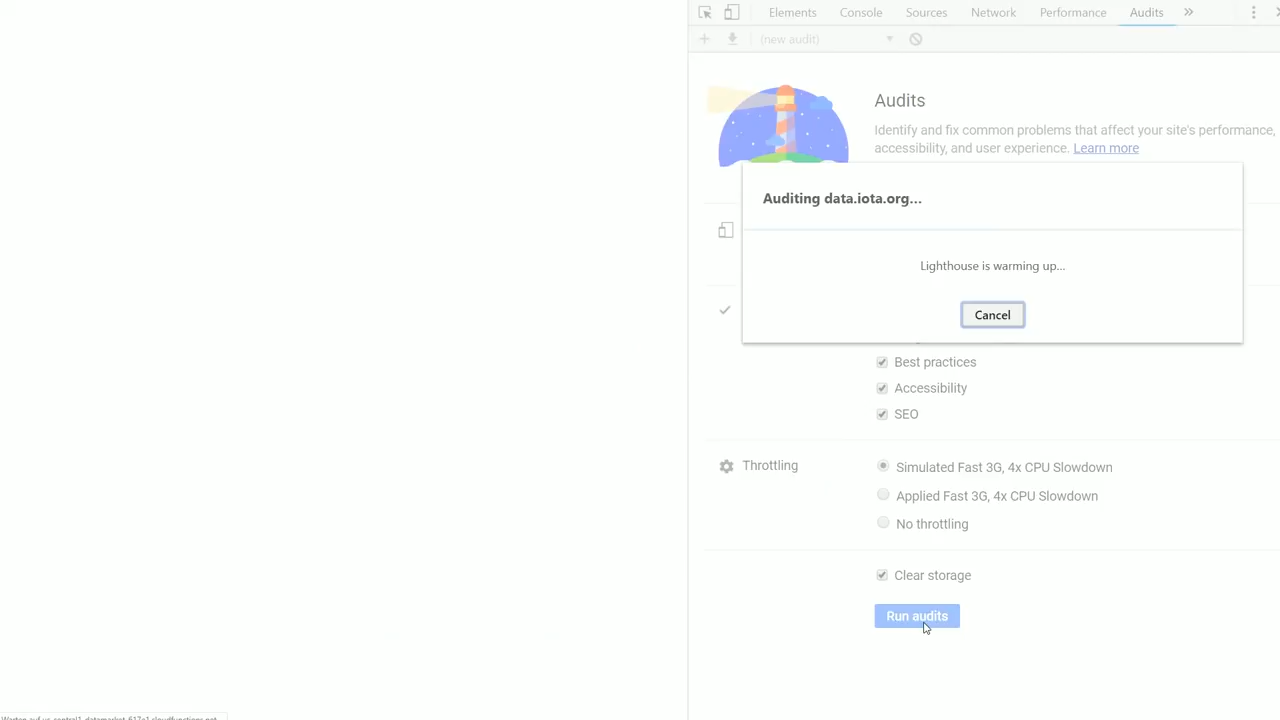 Elements Console Sources Network Performance Audits »
(new audit)
Audits
Identify and fix common problems that affect your site's performance,
accessibility, and user experience. Learn more
Auditing data.iota.org...
Lighthouse is warming up...
Cancel
Best practices
Accessibility
SEO
Throttling
Simulated Fast 3G, 4x CPU Slowdown
Applied Fast 3G, 4x CPU Slowdown
No throttling
Clear storage
Run audits